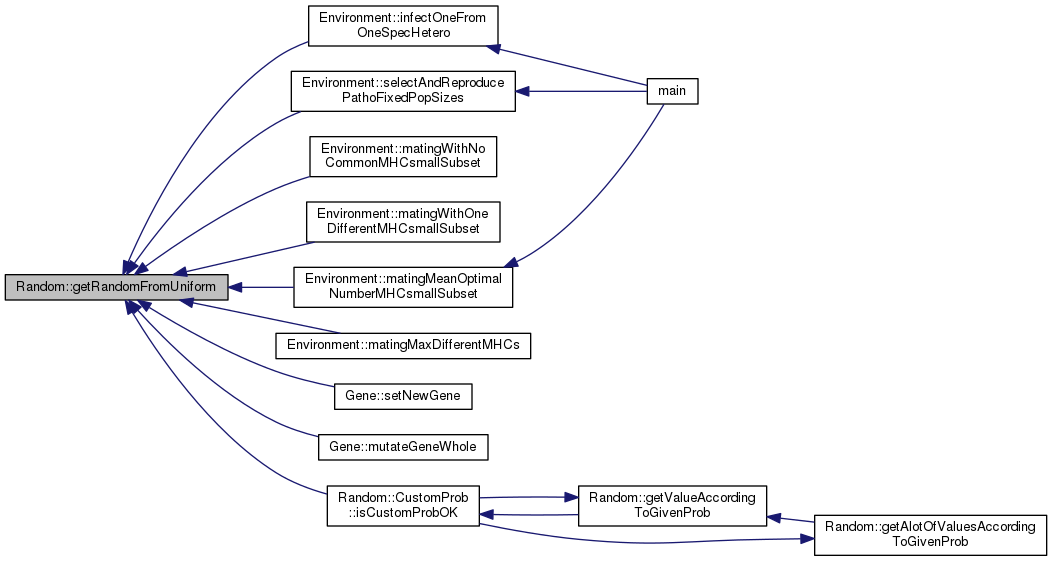 Environment::infectOneFrom
OneSpecHetero
Environment::selectAndReproduce
PathoFixedPopSizes
main
Environment::matingWithNo
CommonMHCsmallSubset
Environment::matingWithOne
DifferentMHCsmallSubset
Random::getRandomFromUniform
Environment::matingMeanOptimal
NumberMHCsmallSubset
Environment::matingMaxDifferentMHCs
Gene::setNewGene
Gene::mutateGeneWhole
Random::CustomProb
::isCustomProbOK
Random::getValueAccording
ToGivenProb
Random::getAlotOfValuesAccording
ToGivenProb